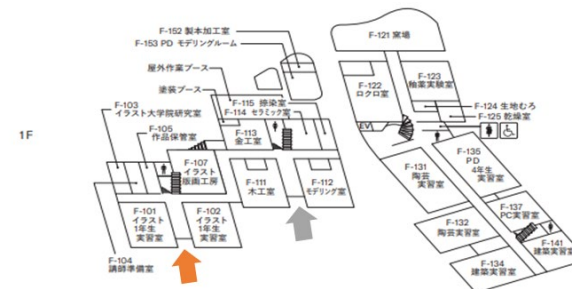 1F
F-152 製本加工室
F-153 PD モデリングルーム
屋外作業ブース
塗装ブース
F-103
イラスト大学院研究室
F-105
作品保管室
F-115 捺染室
F-114 セラミック室
F-113
金工室
F-107
イラスト
版画工房
F-111
木工室
F-112
モデリング室
F-101
イラスト
1年生
実習室
F-102
イラスト
1年生
実習室
F-104
講師準備室
F-121 窯場
F-122
ロクロ室
F-123
釉薬実験室
F-124 生地むろ
F-125 乾燥室
EV
F-131
陶芸
実習室
F-135
PD
4年生
実習室
F-132
陶芸実習室
F-137
PC実習室
F-134
建築実習室
F-141
建築実習室